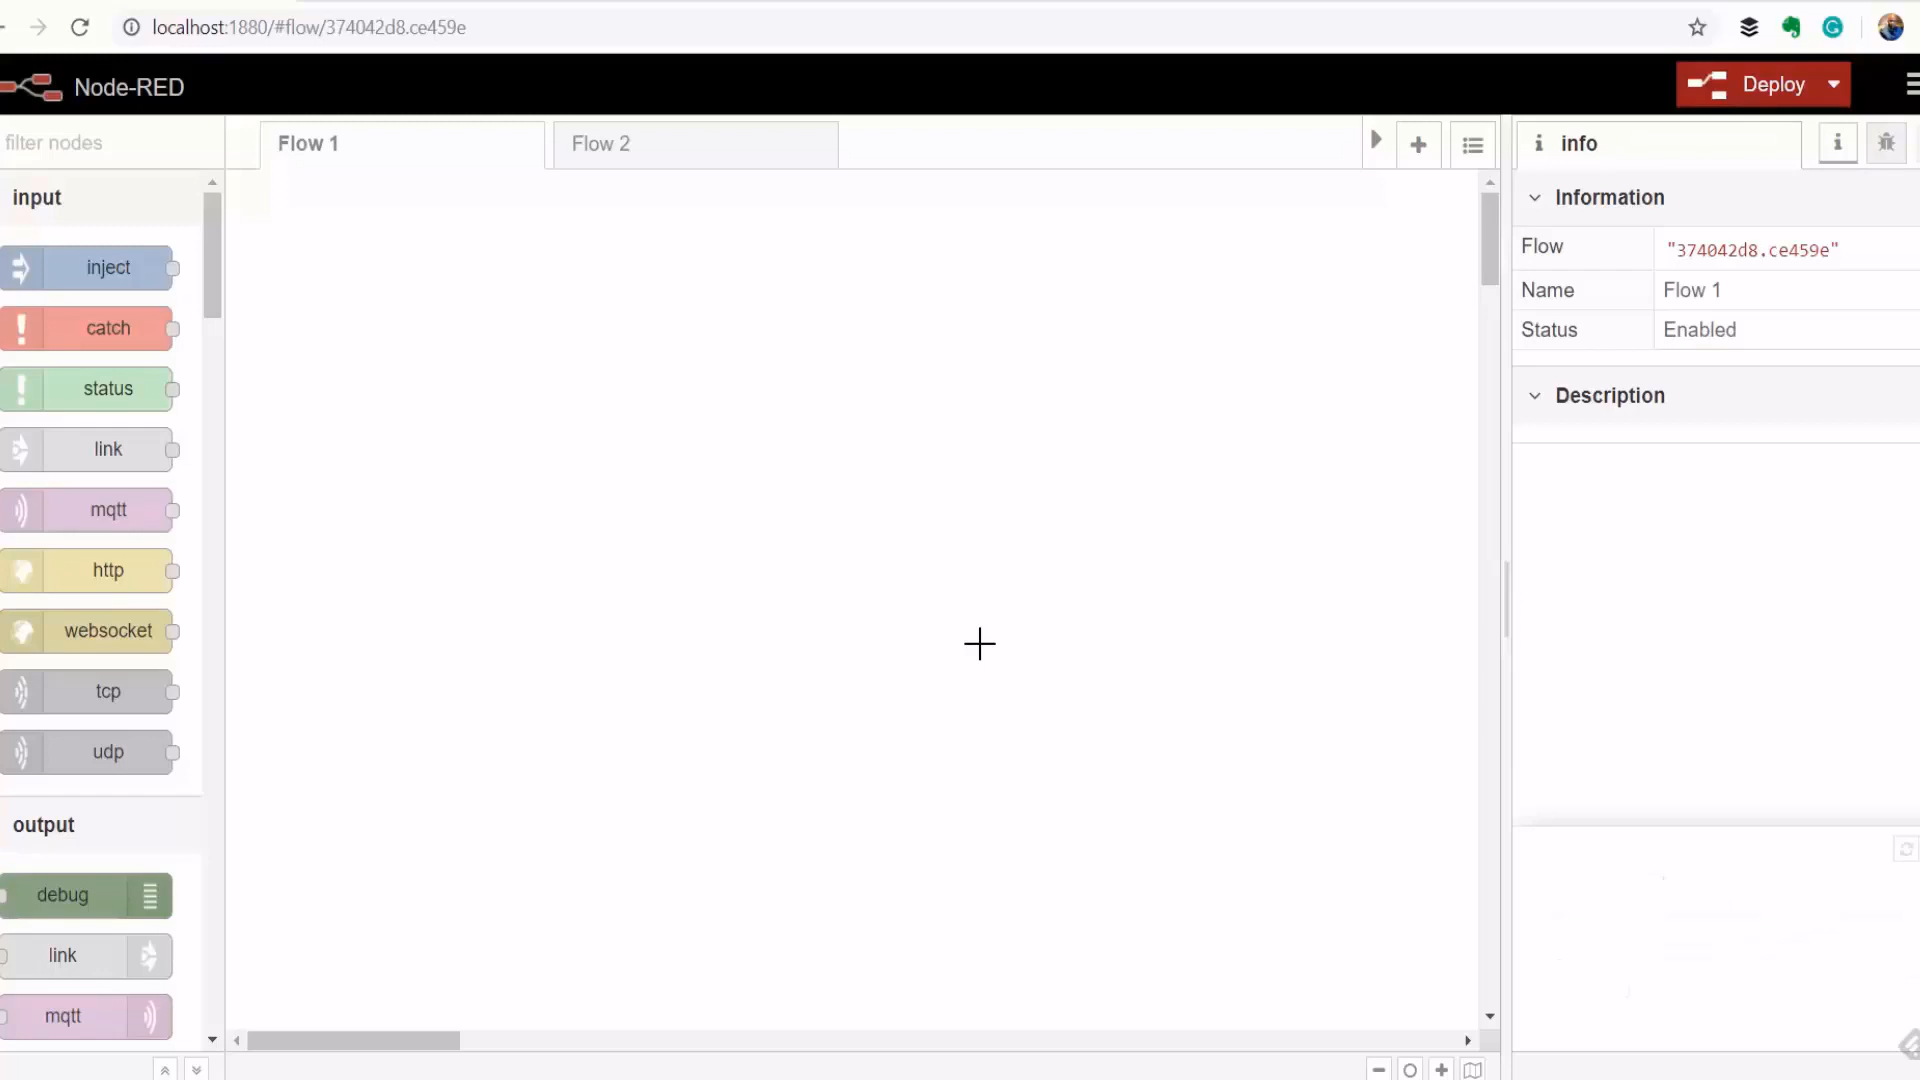 localhost:1880/#flow/374042d8.ce459e
Node-RED
Deploy
filter nodes
Flow 1
Flow 2
i info
i
input
inject
catch
status
link
mqtt
http
websocket
tcp
udp
output
debug
link
mqtt
Information
Flow "374042d8.ce459e"
Name Flow 1
Status Enabled
Description